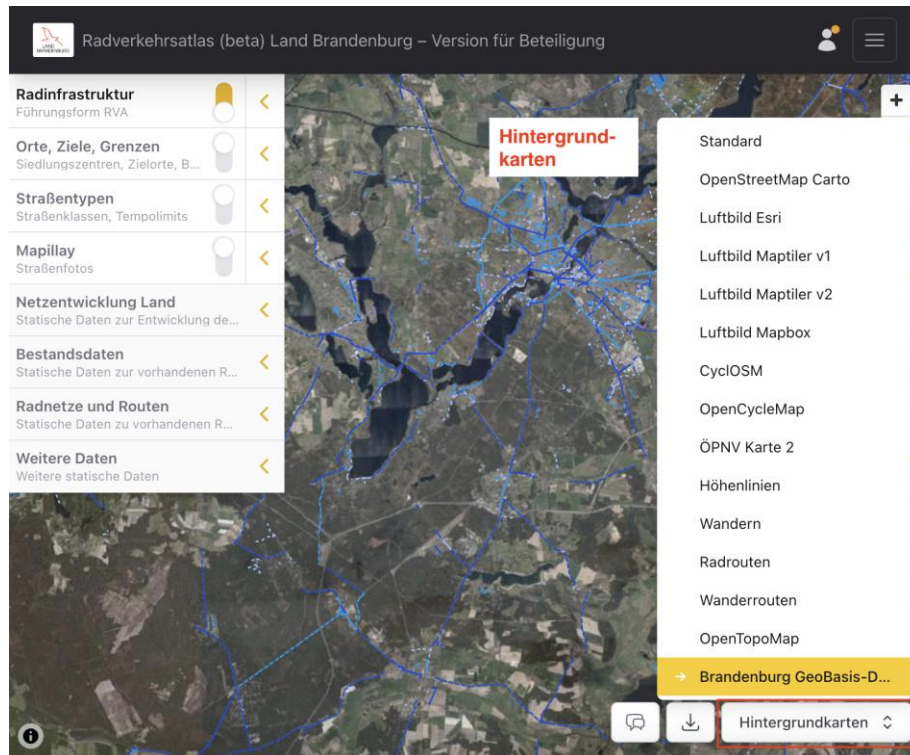 LAND
BRANDENBURG
Radverkehrsatlas (beta) Land Brandenburg – Version für Beteiligung
Radinfrastruktur
Führungsform RVA
Orte, Ziele, Grenzen
Siedlungszentren, Zielorte, B...
Straßentypen
Straßenklassen, Tempolimits
Mapillay
Straßenfotos
Netzentwicklung Land
Statische Daten zur Entwicklung de...
Bestandsdaten
Statische Daten zur vorhandenen R...
Radnetze und Routen
Statische Daten zu vorhandenen R...
Weitere Daten
Weitere statische Daten
Hintergrund-
karten
Standard
OpenStreetMap Carto
Luftbild Esri
Luftbild Maptiler v1
Luftbild Maptiler v2
Luftbild Mapbox
CyclOSM
OpenCycleMap
ÖPNV Karte 2
Höhenlinien
Wandern
Radrouten
Wanderrouten
OpenTopoMap
Brandenburg GeoBasis-D...
Hintergrundkarten